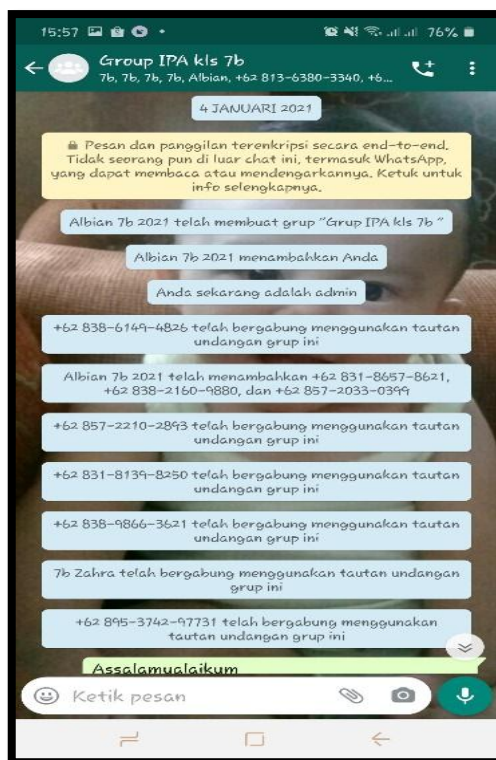 15:57 76%
Group IPA kls 7b
7b, 7b, 7b, 7b, Albian, +62 813-6380-3340, +6...
4 JANUARI 2021
Pesan dan panggilan terenkripsi secara end-to-end.
Tidak seorang pun di luar chat ini, termasuk WhatsApp,
yang dapat membaca atau mendengarkannya. Ketuk untuk
info selengkapnya.
Albian 7b 2021 telah membuat grup "Grup IPA kls 7b "
Albian 7b 2021 menambahkan Anda
Anda sekarang adalah admin
+62 838-6149-4826 telah bergabung menggunakan tautan
undangan grup ini
Albian 7b 2021 telah menambahkan +62 831-8657-8621,
+62 838-2160-9880, dan +62 857-2033-0399
+62 857-2210-2893 telah bergabung menggunakan tautan
undangan grup ini
+62 831-8139-8250 telah bergabung menggunakan tautan
undangan grup ini
+62 838-9866-3621 telah bergabung menggunakan tautan
undangan grup ini
7b Zahra telah bergabung menggunakan tautan undangan
grup ini
+62 895-3742-97731 telah bergabung menggunakan
tautan undangan grup ini
Assalamualaikum
Ketik pesan